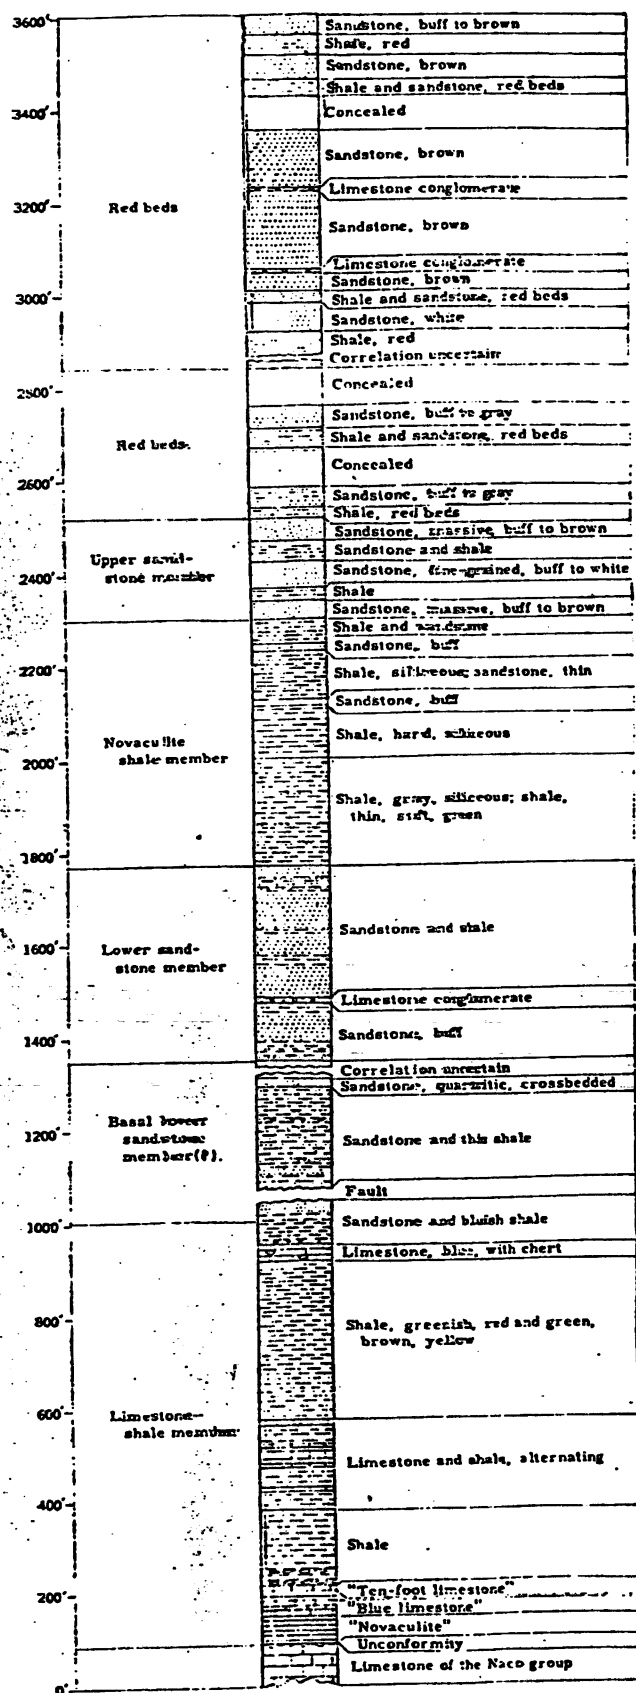 3600'
Sandstone, buff to brown
Shale, red
Sandstone, brown
Shale and sandstone, red beds
3400'
Concealed
Sandstone, brown
Limestone conglomerate
3200'
Red beds
Sandstone, brown
Limestone conglomerate
Sandstone, brown
3000'
Shale and sandstone, red beds
Sandstone, white
Shale, red
Correlation uncertain
2800'
Concealed
Sandstone, buff to gray
Shale and sandstone, red beds
Red beds
Concealed
2600'
Sandstone, buff to gray
Shale, red beds
Sandstone, massive, buff to brown
Sandstone and shale
Upper sand-
stone member
Sandstone, fine-grained, buff to white
2400'
Shale
Sandstone, massive, buff to brown
Shale and sandstone
Sandstone, buff
2200'
Shale, siliceous; sandstone, thin
Sandstone, buff
Novaculite
shale member
Shale, hard, siliceous
2000'
Shale, gray, siliceous; shale,
thin, soft, green
1800'
Sandstone and shale
1600'
Lower sand-
stone member
Limestone conglomerate
Sandstone, buff
1400'
Correlation uncertain
Sandstone, quartzitic, crossbedded
Basal lower
sandstone
member(?).
1200'
Sandstone and thin shale
Fault
1000'
Sandstone and bluish shale
Limestone, blue, with chert
800'
Shale, greenish, red and green,
brown, yellow
600'
Limestone-
shale member
Limestone and shale, alternating
400'
Shale
200'
"Ten-foot limestone"
"Blue limestone"
"Novaculite"
Unconformity
Limestone of the Naco group
0'